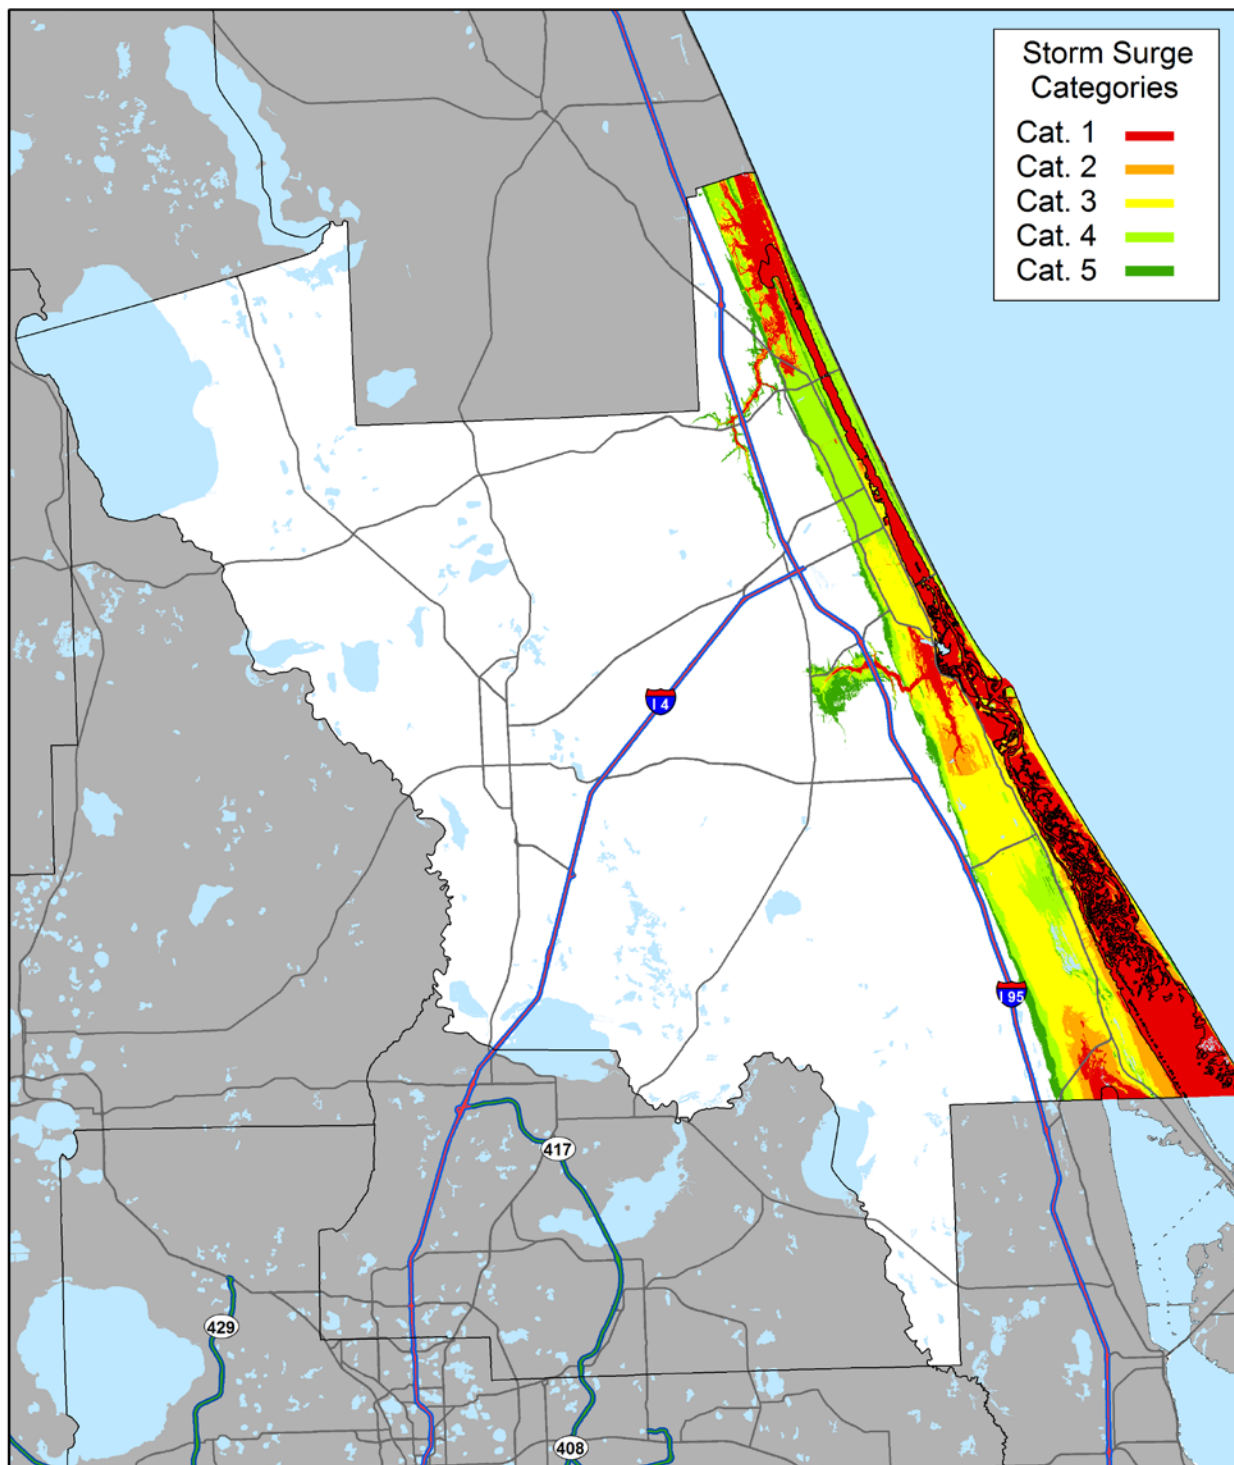 Storm Surge
Categories
Cat. 1
Cat. 2
Cat. 3
Cat. 4
Cat. 5
I 4
I 95
417
429
408